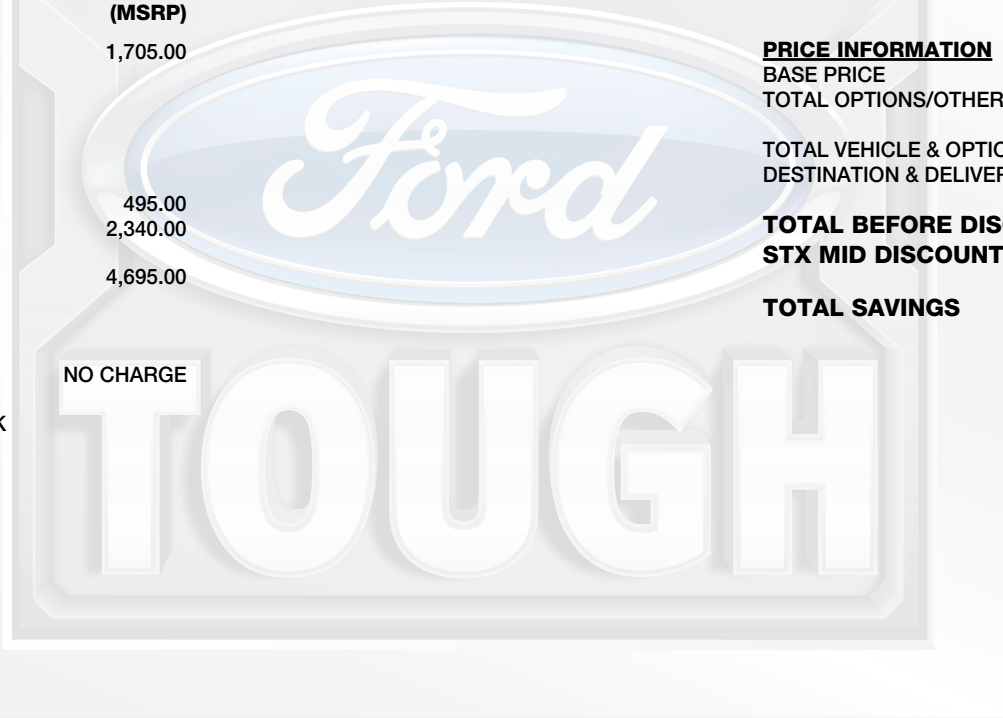 (MSRP)
1,705.00
495.00
2,340.00
4,695.00
NO CHARGE
K
PRICE INFORMATION
BASE PRICE
TOTAL OPTIONS/OTHER
TOTAL VEHICLE & OPTIO
DESTINATION & DELIVER
TOTAL BEFORE DIS
STX MID DISCOUNT
TOTAL SAVINGS
Ford
TOUGH